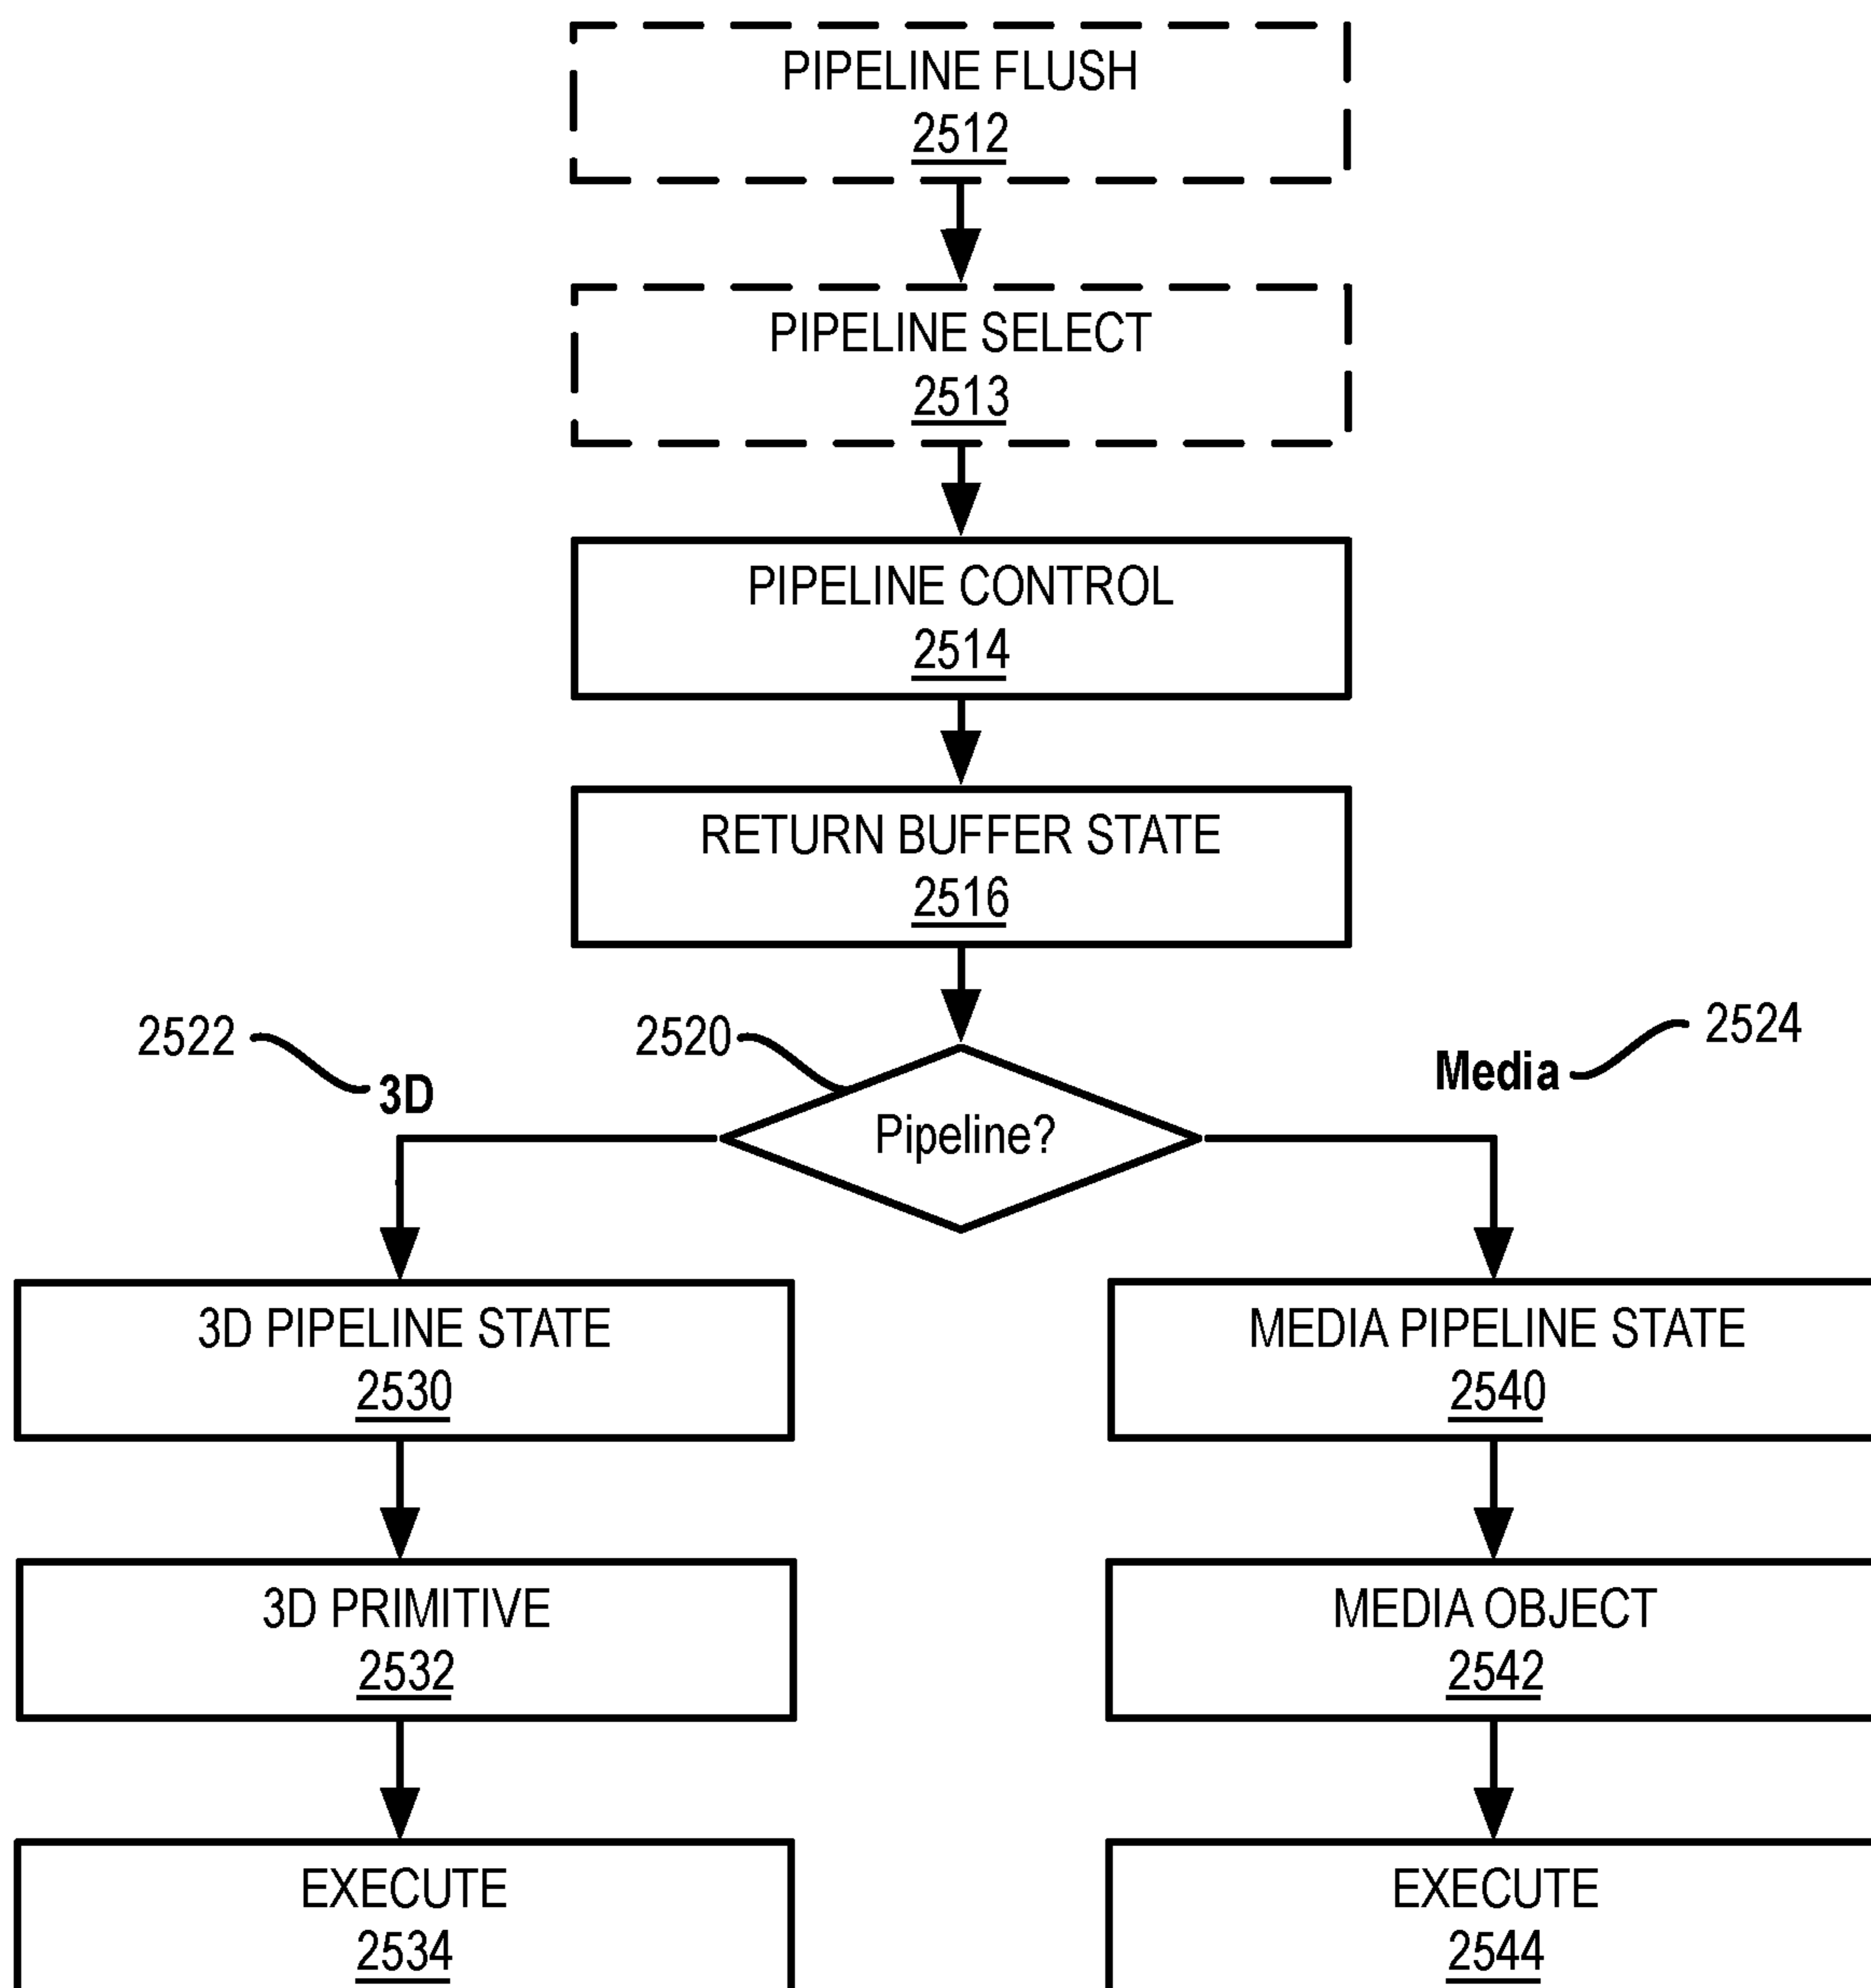 PIPELINE FLUSH
2512
PIPELINE SELECT
2513
PIPELINE CONTROL
2514
RETURN BUFFER STATE
2516
2522
3D
2520
Pipeline?
Media
2524
3D PIPELINE STATE
2530
MEDIA PIPELINE STATE
2540
3D PRIMITIVE
2532
MEDIA OBJECT
2542
EXECUTE
2534
EXECUTE
2544